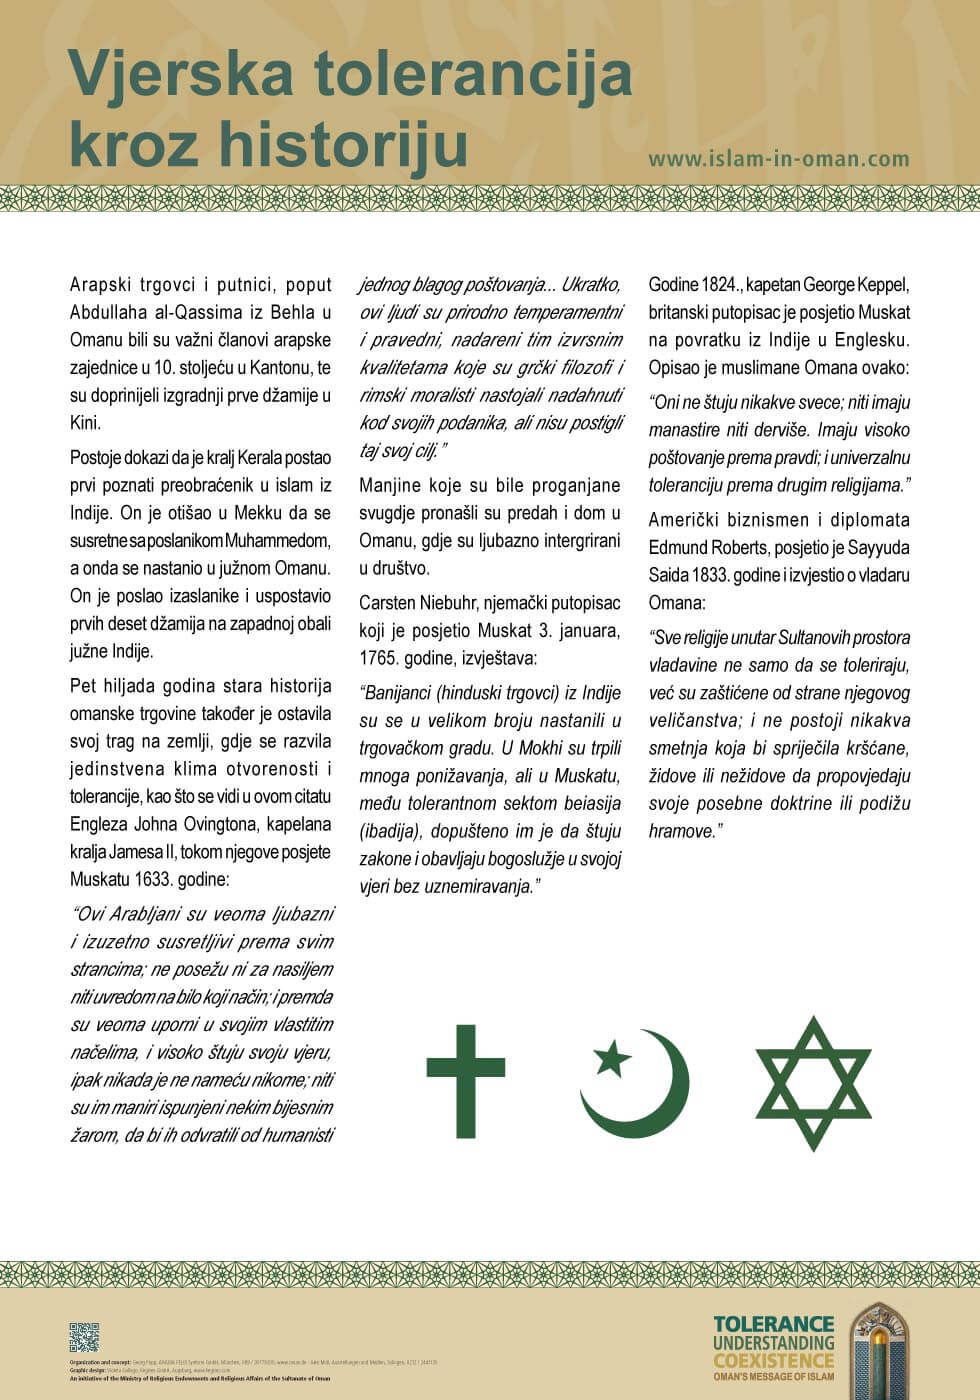 Vjerska tolerancija
kroz historiju
www.islam-in-oman.com
Arapski trgovci i putnici, poput
Abdullaha al-Qassima iz Behla u
Omanu bili su važni članovi arapske
zajednice u 10. stoljeću u Kantonu, te
su doprinijeli izgradnji prve džamije u
Kini.
Postoje dokazi da je kralj Kerala postao
prvi poznati preobraćenik u islam iz
Indije. On je otišao u Mekku da se
susretne sa poslanikom Muhammedom,
a onda se nastanio u južnom Omanu.
On je poslao izaslanike i uspostavio
prvih deset džamija na zapadnoj obali
južne Indije.
Pet hiljada godina stara historija
omanske trgovine također je ostavila
svoj trag na zemlji, gdje se razvila
jedinstvena klima otvorenosti i
tolerancije, kao što se vidi u ovom citatu
Engleza Johna Ovingtona, kapelana
kralja Jamesa II, tokom njegove posjete
Muskatu 1633. godine:
“Ovi Arabljani su veoma ljubazni
i izuzetno susretljivi prema svim
strancima; ne posežu ni za nasiljem
niti uvredom na bilo koji način; i premda
su veoma uporni u svojim vlastitim
načelima, i visoko štuju svoju vjeru,
ipak nikada je ne nameću nikome; niti
su im maniri ispunjeni nekim bijesnim
žarom, da bi ih odvratili od humanisti
jednog blagog poštovanja... Ukratko,
ovi ljudi su prirodno temperamentni
i pravedni, nadareni tim izvrsnim
kvalitetama koje su grčki filozofi i
rimski moralisti nastojali nadahnuti
kod svojih podanika, ali nisu postigli
taj svoj cilj.”
Manjine koje su bile proganjane
svugdje pronašli su predah i dom u
Omanu, gdje su ljubazno intergrirani
u društvo.
Carsten Niebuhr, njemački putopisac
koji je posjetio Muskat 3. januara,
1765. godine, izvještava:
“Banijanci (hinduski trgovci) iz Indije
su se u velikom broju nastanili u
trgovačkom gradu. U Mokhi su trpili
mnoga ponižavanja, ali u Muskatu,
među tolerantnom sektom beiasija
(ibadija), dopušteno im je da štuju
zakone i obavljaju bogoslužje u svojoj
vjeri bez uznemiravanja.”
Godine 1824., kapetan George Keppel,
britanski putopisac je posjetio Muskat
na povratku iz Indije u Englesku.
Opisao je muslimane Omana ovako:
“Oni ne štuju nikakve svece; niti imaju
manastire niti derviše. Imaju visoko
poštovanje prema pravdi; i univerzalnu
toleranciju prema drugim religijama.”
Američki biznismen i diplomata
Edmund Roberts, posjetio je Sayyuda
Saida 1833. godine i izvjestio o vladaru
Omana:
“Sve religije unutar Sultanovih prostora
vladavine ne samo da se toleriraju,
već su zaštićene od strane njegovog
veličanstva; i ne postoji nikakva
smetnja koja bi spriječila kršćane,
židove ili nežidove da propovjedaju
svoje posebne doktrine ili podižu
hramove.”
Organization and concept: Georg Popp, ARABIA FELIX Synform GmbH, München,
An initiative of the Ministry of Religious Endowments and Religious Affairs of the Sultanate of Oman
TOLERANCE
UNDERSTANDING
COEXISTENCE
OMAN'S MESSAGE OF ISLAM